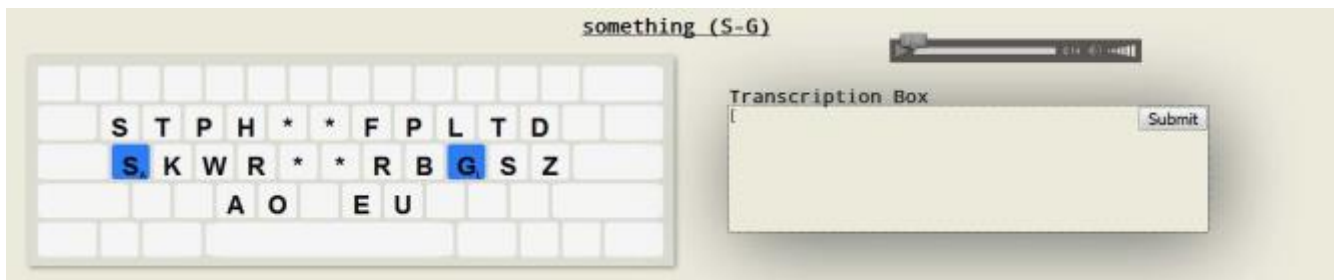 something (S-G)
S T P H * * F P L T D
S K W R * * R B G S Z
A O E U
Transcription Box
[
Submit